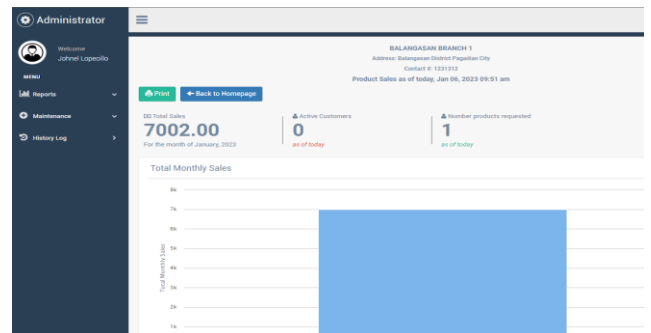 Administrator
Welcome
Johnel Lopecillo
MENU
Reports
Maintenance
History Log
BALANGASAN BRANCH 1
Address: Balangasan District Pagadian City
Contact #: 1231312
Product Sales as of today, Jan 06, 2023 09:51 am
Print
Back to Homepage
Total Sales
7002.00
For the month of January, 2023
Active Customers
0
as of today
Number products requested
1
as of today
Total Monthly Sales
8k
7k
6k
5k
4k
3k
2k
1k
Total Monthly Sales